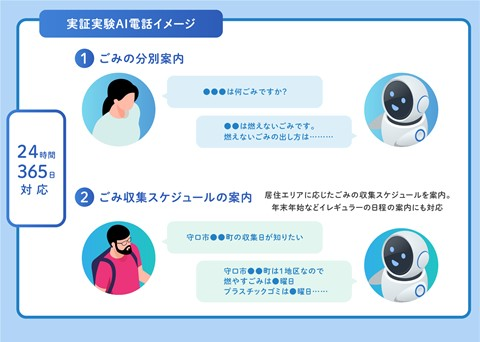 実証実験AI電話イメージ
1 ごみの分別案内
●●●は何ごみですか?
●●は燃えないごみです。
燃えないごみの出し方は………
24時間
365日
対応
2 ごみ収集スケジュールの案内
居住エリアに応じたごみの収集スケジュールを案内。
年末年始などイレギュラーの日程の案内にも対応
守口市●●町の収集日が知りたい
守口市●●町は1地区なので
燃やすごみは●曜日
プラスチックゴミは●曜日……